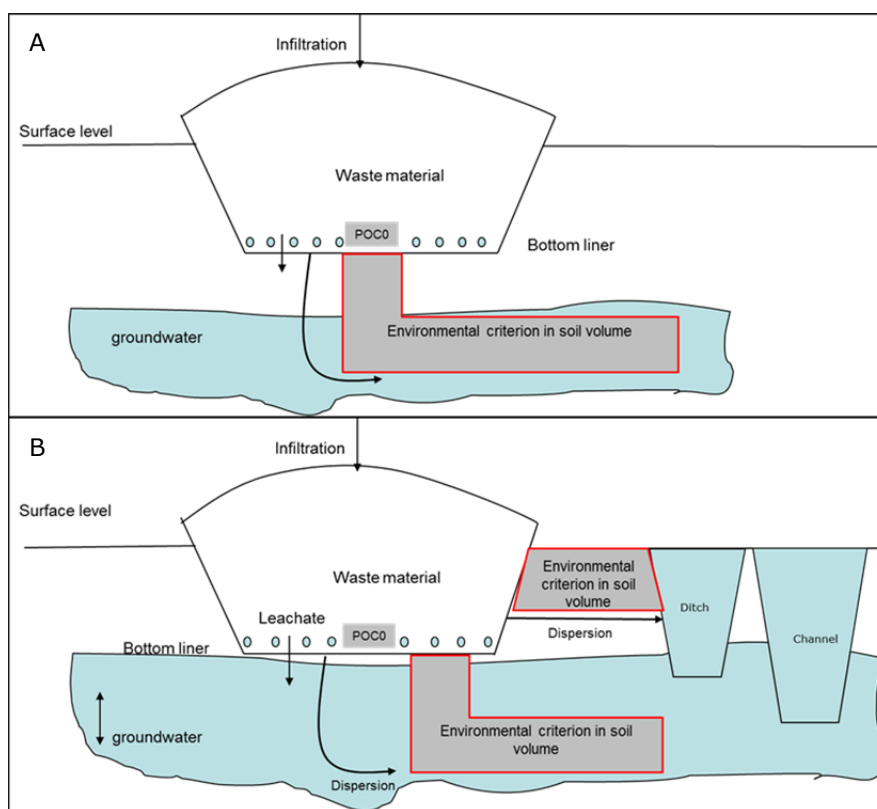 A
Infiltration
Surface level
Waste material
POC0
Bottom liner
groundwater
Environmental criterion in soil volume
B
Infiltration
Surface level
Waste material
Environmental
criterion in soil
volume
Ditch
Leachate
POC0
Dispersion
Channel
Bottom liner
groundwater
Environmental criterion in soil
volume
Dispersion